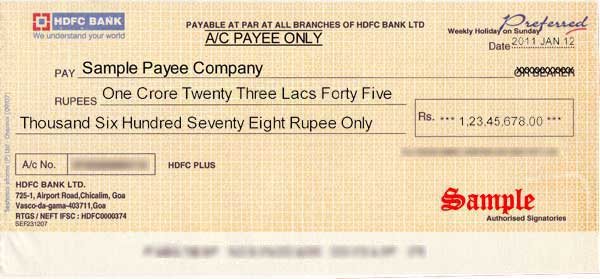 HDFC BANK
We understand your world
PAYABLE AT PAR AT ALL BRANCHES OF HDFC BANK LTD
A/C PAYEE ONLY
Preferred
Weekly Holiday on Sunday
Date 2011 JAN 12
PAY Sample Payee Company OR BEARER
RUPEES One Crore Twenty Three Lacs Forty Five
Thousand Six Hundred Seventy Eight Rupee Only
Rs. *** 1,23,45,678.00 ***
A/c No. HDFC PLUS
HDFC BANK LTD.
725-1, Airport Road,Chicalim, Goa
Vasco-da-gama-403711,Goa
RTGS / NEFT IFSC : HDFC0000374
SEF231207
Sample
Authorised Signatories